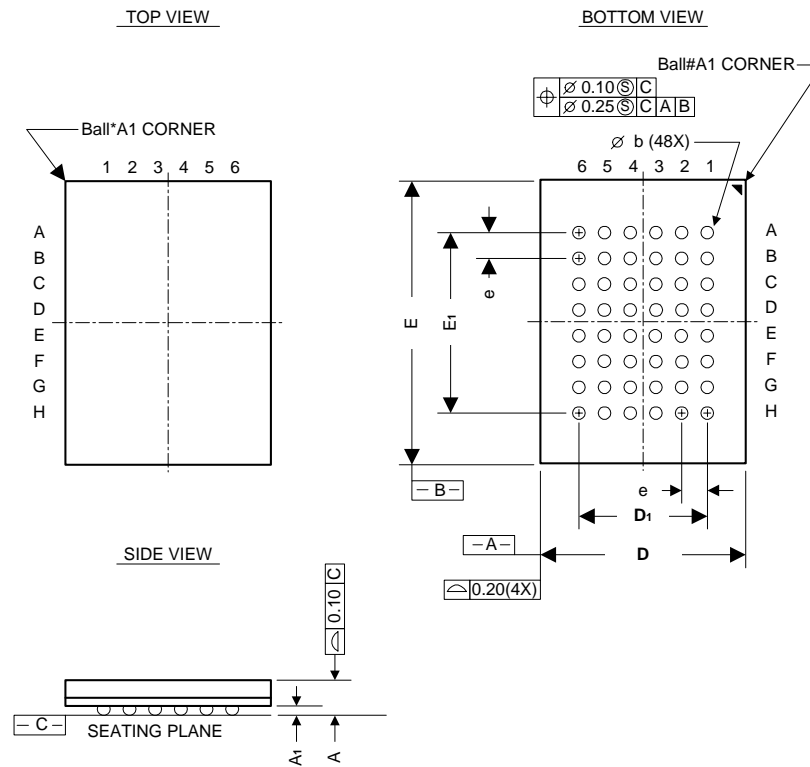 TOP VIEW
BOTTOM VIEW
Ball#A1 CORNER
⌀ 0.10 Ⓢ C
⌀ 0.25 Ⓢ C A B
Ball*A1 CORNER
⌀ b (48X)
1 2 3 4 5 6
6 5 4 3 2 1
A
B
C
D
E
F
G
H
A
B
C
D
E
F
G
H
e
E
E1
- B -
e
D1
- A -
D
0.20(4X)
SIDE VIEW
0.10 C
- C -
SEATING PLANE
A1
A